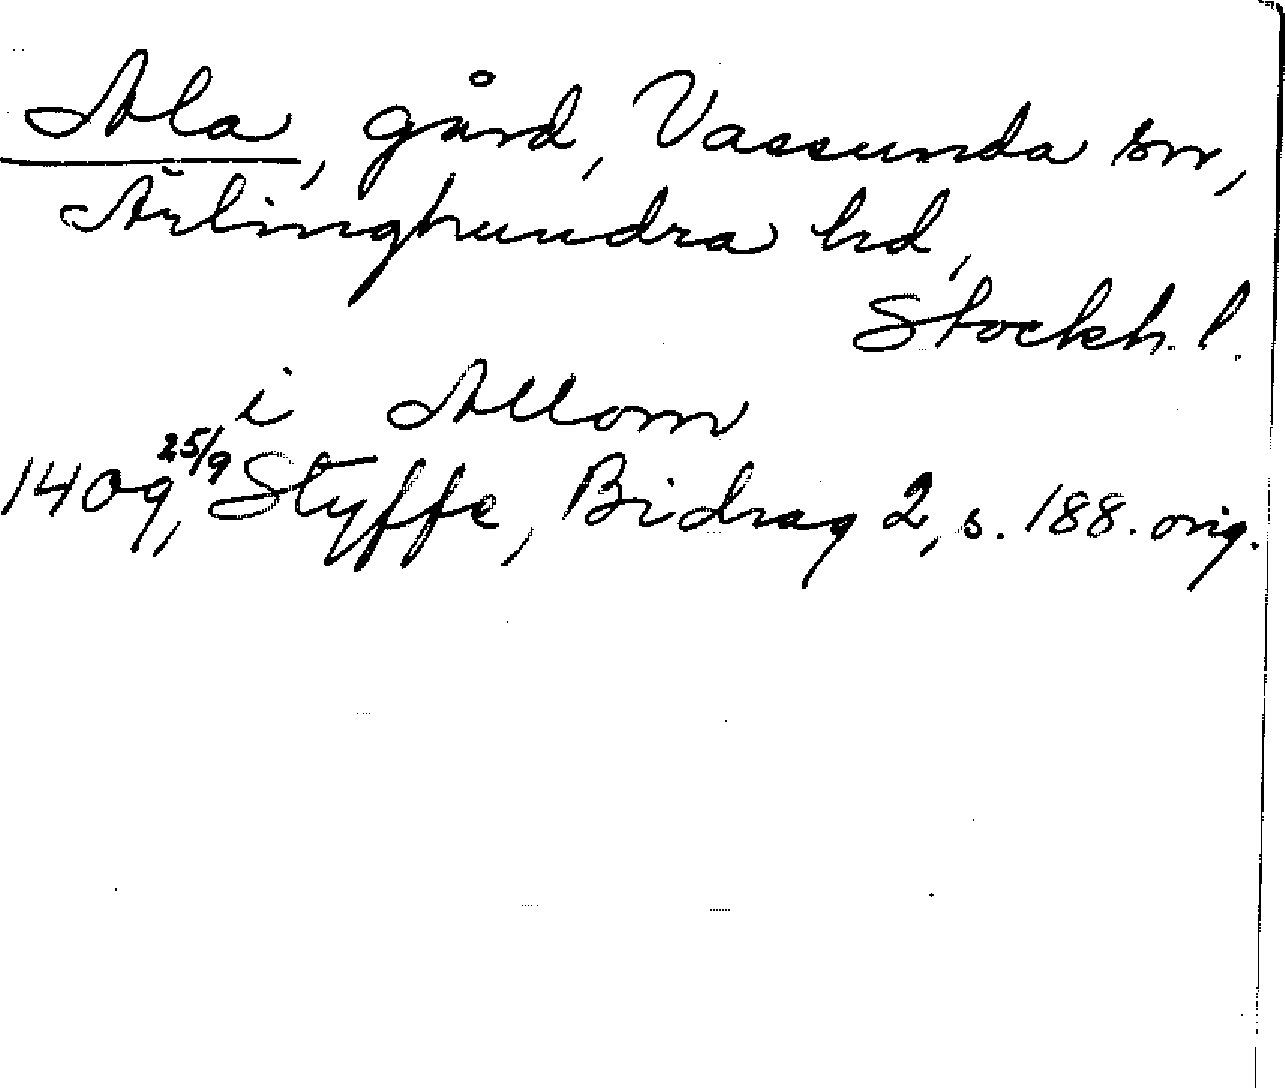 Ala, gård, Vassunda sn,
Ärlinghundra hd,
Stockh. l.
i Allom
1409 25/9, Styffe, Bidrag 2, s. 188. orig.